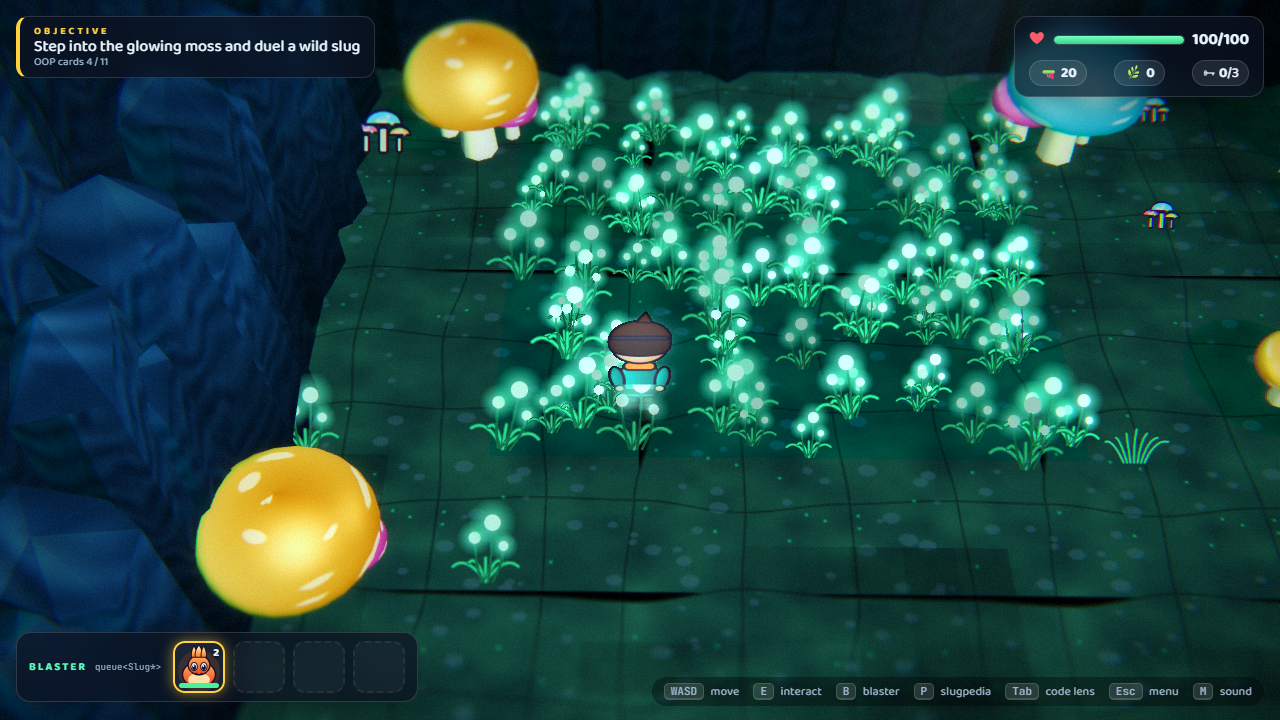 OBJECTIVE
Step into the glowing moss and duel a wild slug
OOP cards 4 / 11
100/100
20 0 0/3
BLASTER queue<Slug*> 2
WASD move E interact B blaster P slugpedia Tab code lens Esc menu M sound